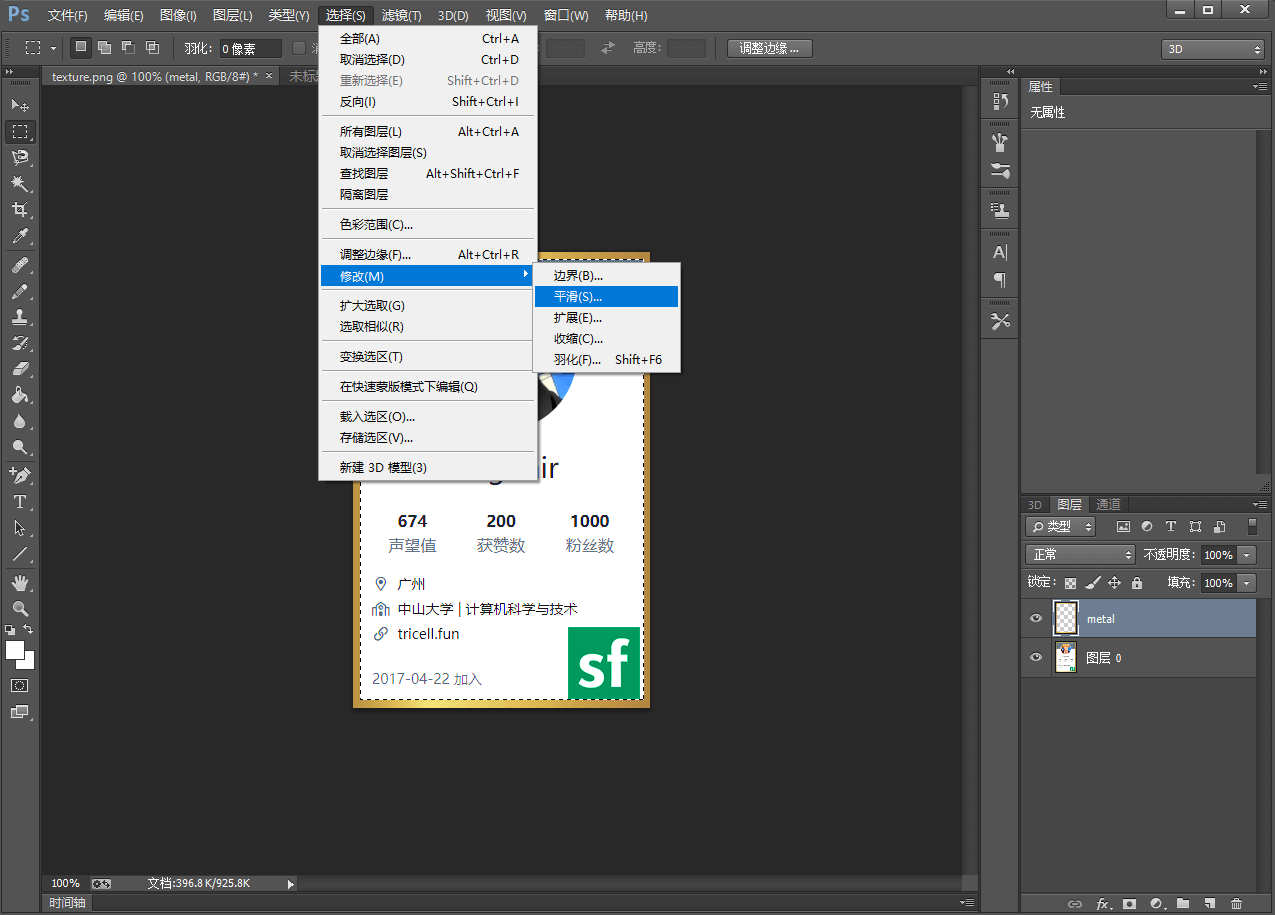 Ps 文件(F) 编辑(E) 图像(I) 图层(L) 类型(Y) 选择(S) 滤镜(T) 3D(D) 视图(V) 窗口(W) 帮助(H)
羽化: 0 像素 高度: 调整边缘... 3D
texture.png @ 100% (metal, RGB/8#) * ×
全部(A) Ctrl+A
取消选择(D) Ctrl+D
重新选择(E) Shift+Ctrl+D
反向(I) Shift+Ctrl+I
所有图层(L) Alt+Ctrl+A
取消选择图层(S)
查找图层 Alt+Shift+Ctrl+F
隔离图层
色彩范围(C)...
调整边缘(F)... Alt+Ctrl+R
修改(M)
扩大选取(G)
选取相似(R)
变换选区(T)
在快速蒙版模式下编辑(Q)
载入选区(O)...
存储选区(V)...
新建 3D 模型(3)
边界(B)...
平滑(S)...
扩展(E)...
收缩(C)...
羽化(F)... Shift+F6
ir
674 200 1000
声望值 获赞数 粉丝数
广州
中山大学 | 计算机科学与技术
tricell.fun
2017-04-22 加入
sf
属性
无属性
3D 图层 通道
类型
正常 不透明度: 100%
锁定: 填充: 100%
metal
图层 0
fx
100% 文档:396.8K/925.8K
时间轴